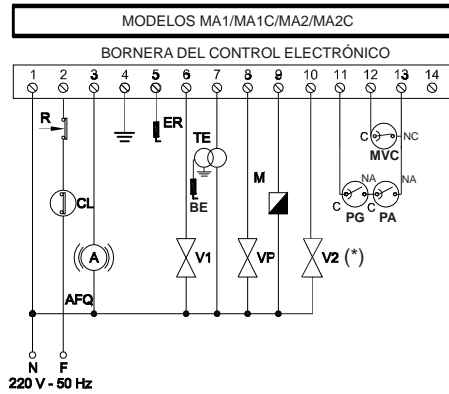 MODELOS MA1/MA1C/MA2/MA2C
BORNERA DEL CONTROL ELECTRÓNICO
1 2 3 4 5 6 7 8 9 10 11 12 13 14
R
ER
TE
C NC
MVC
BE
M
NA NA
C C
PG PA
CL
A
V1 VP V2 (*)
AFQ
N F
220 V - 50 Hz